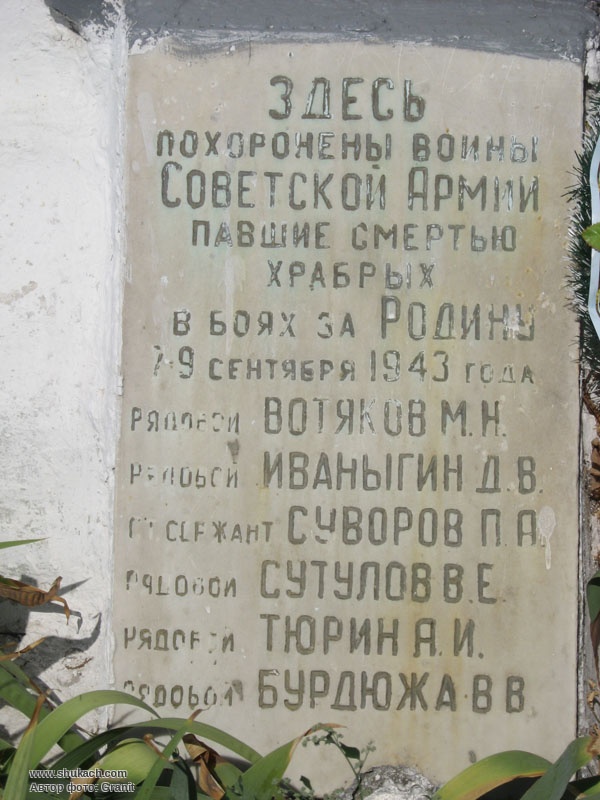 ЗДЕСЬ
ПОХОРОНЕНЫ ВОИНЫ
СОВЕТСКОЙ АРМИИ
ПАВШИЕ СМЕРТЬЮ
ХРАБРЫХ
В БОЯХ ЗА РОДИНУ
7-9 СЕНТЯБРЯ 1943 ГОДА
РЯДОВОЙ ВОТЯКОВ М.Н.
РЯДОВОЙ ИВАНЫГИН Д.В.
СТ СЕРЖАНТ СУВОРОВ П.А.
РЯДОВОЙ СУТУЛОВ В.Е.
РЯДОВОЙ ТЮРИН А.И.
РЯДОВОЙ БУРДЮЖА В В
www.shukach.com
Автор фото: Granit